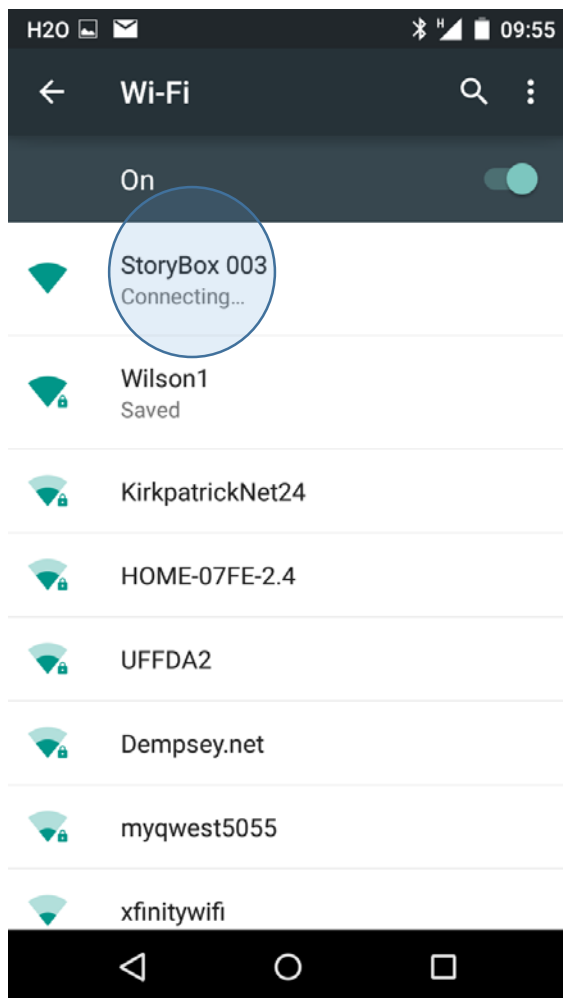 H2O H 09:55
Wi-Fi
On
StoryBox 003
Connecting...
Wilson1
Saved
KirkpatrickNet24
HOME-07FE-2.4
UFFDA2
Dempsey.net
myqwest5055
xfinitywifi